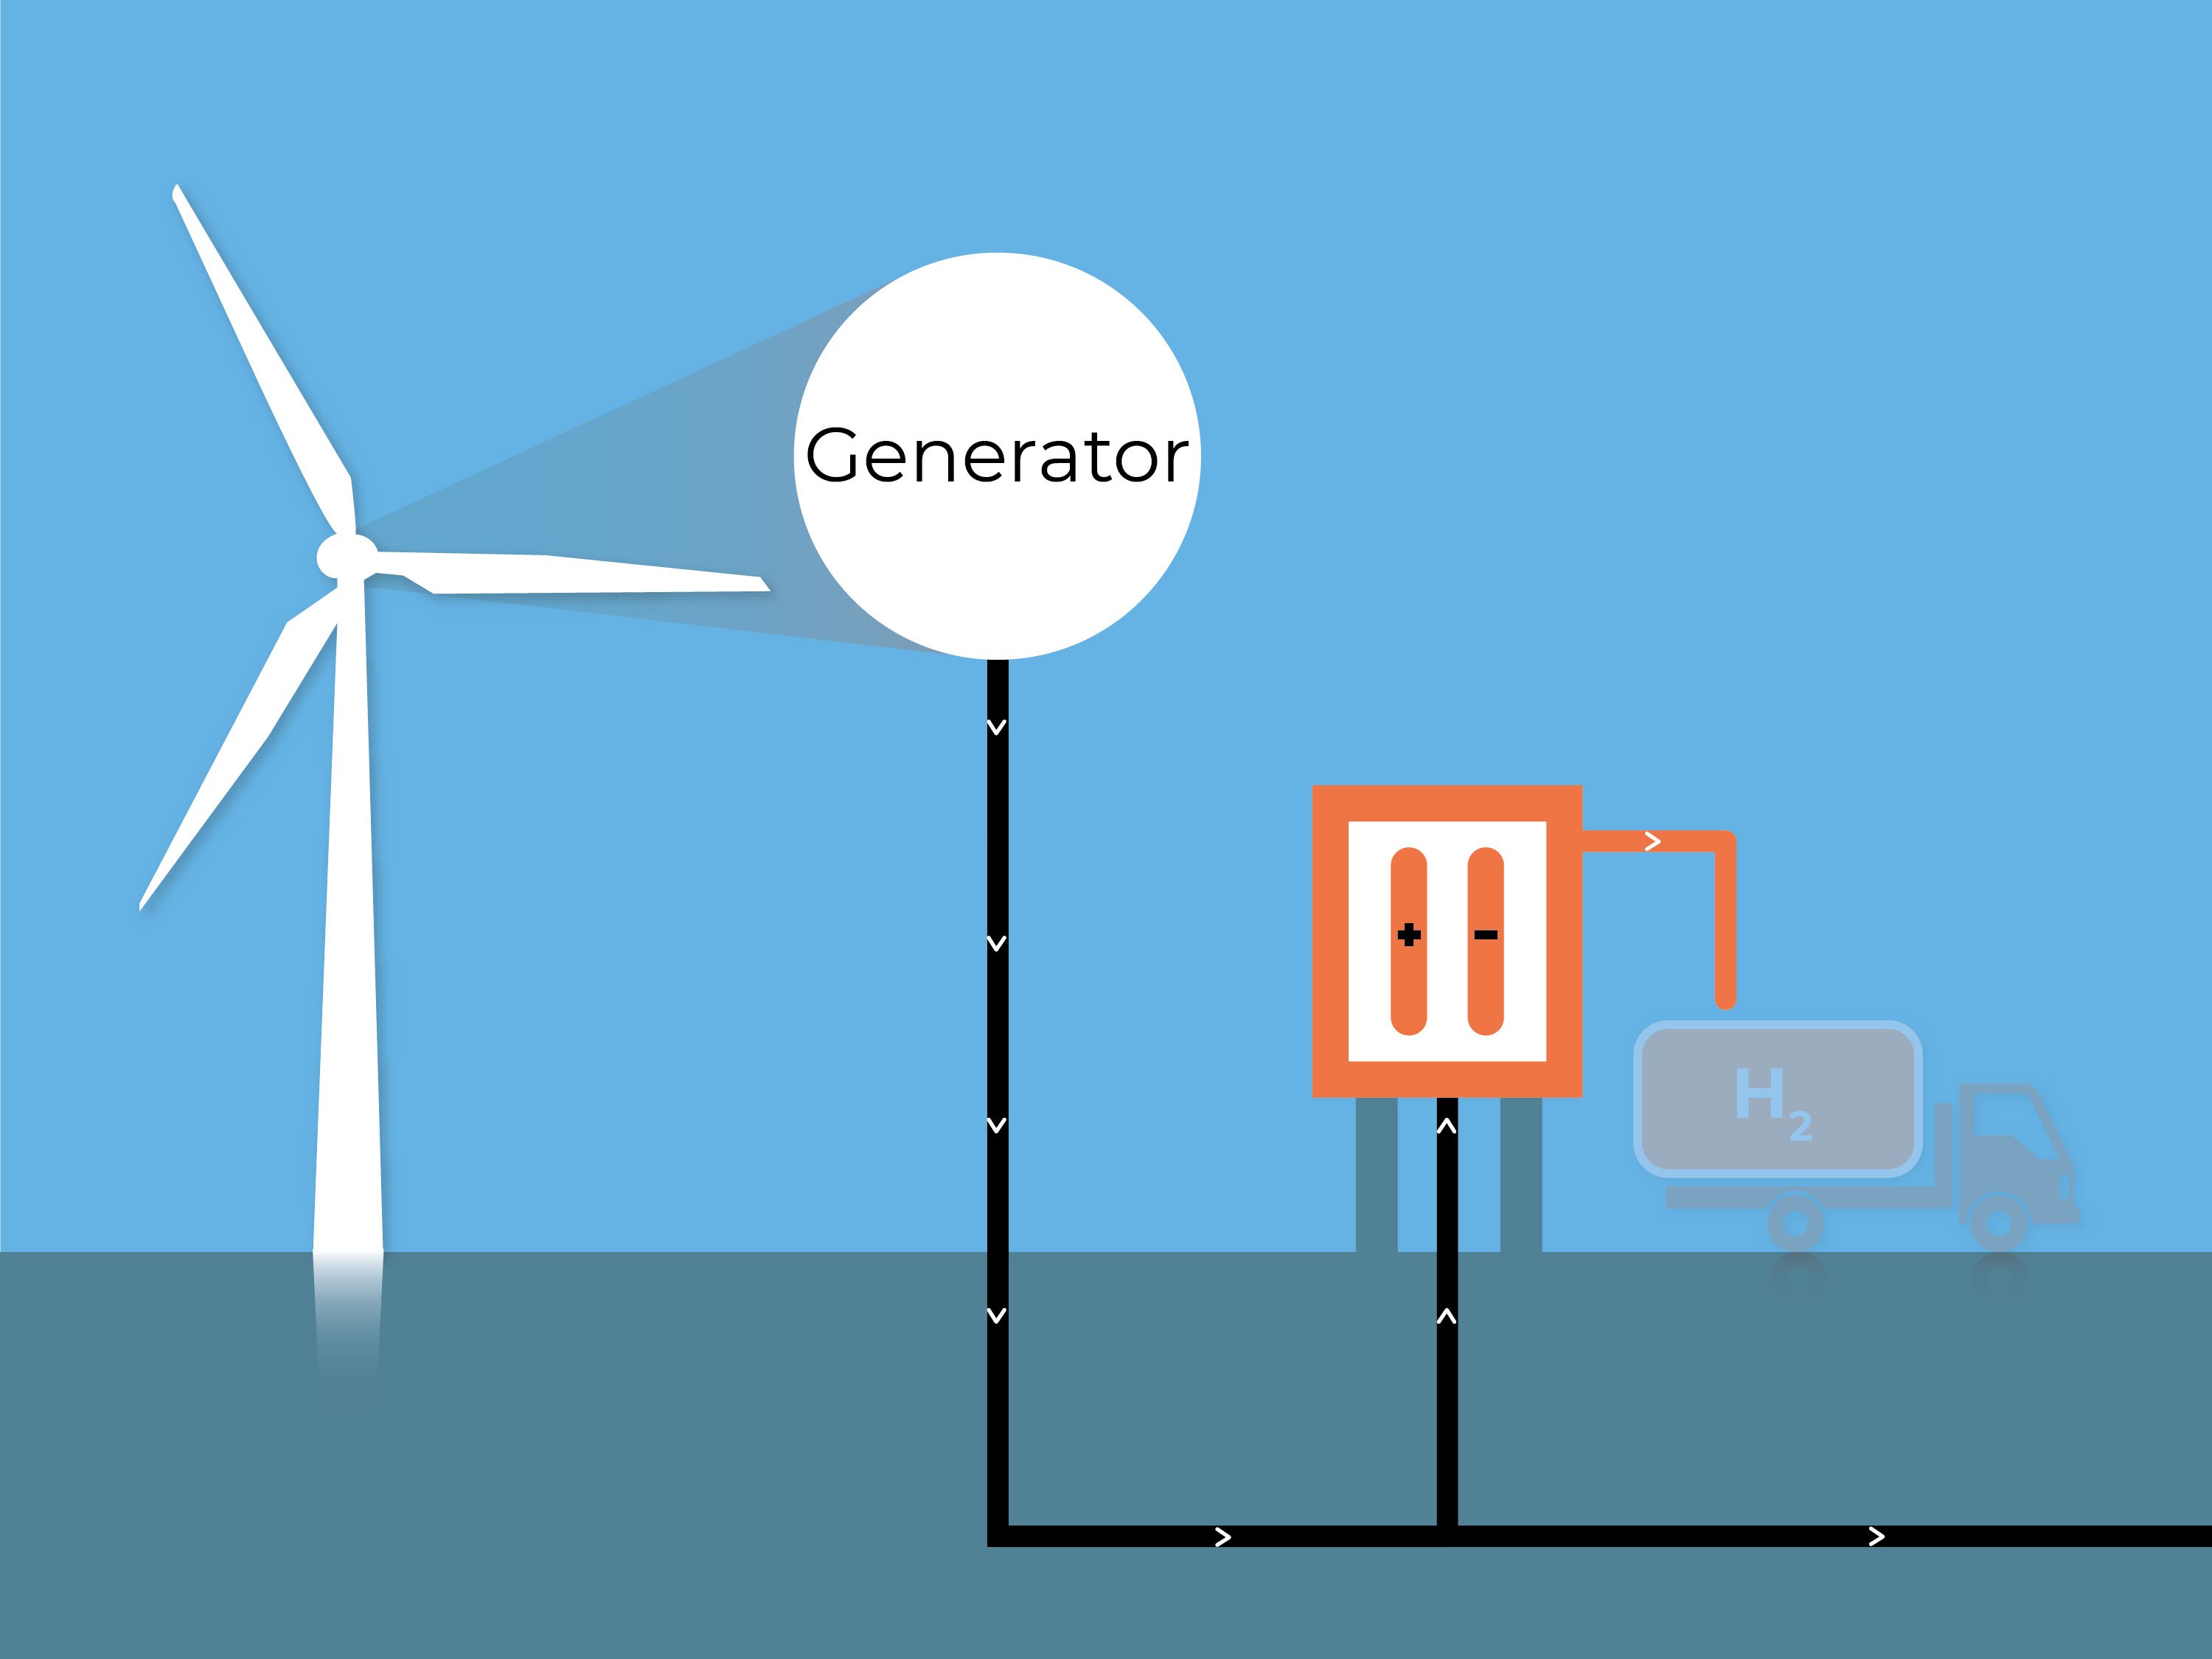 Generator
+ -
H₂